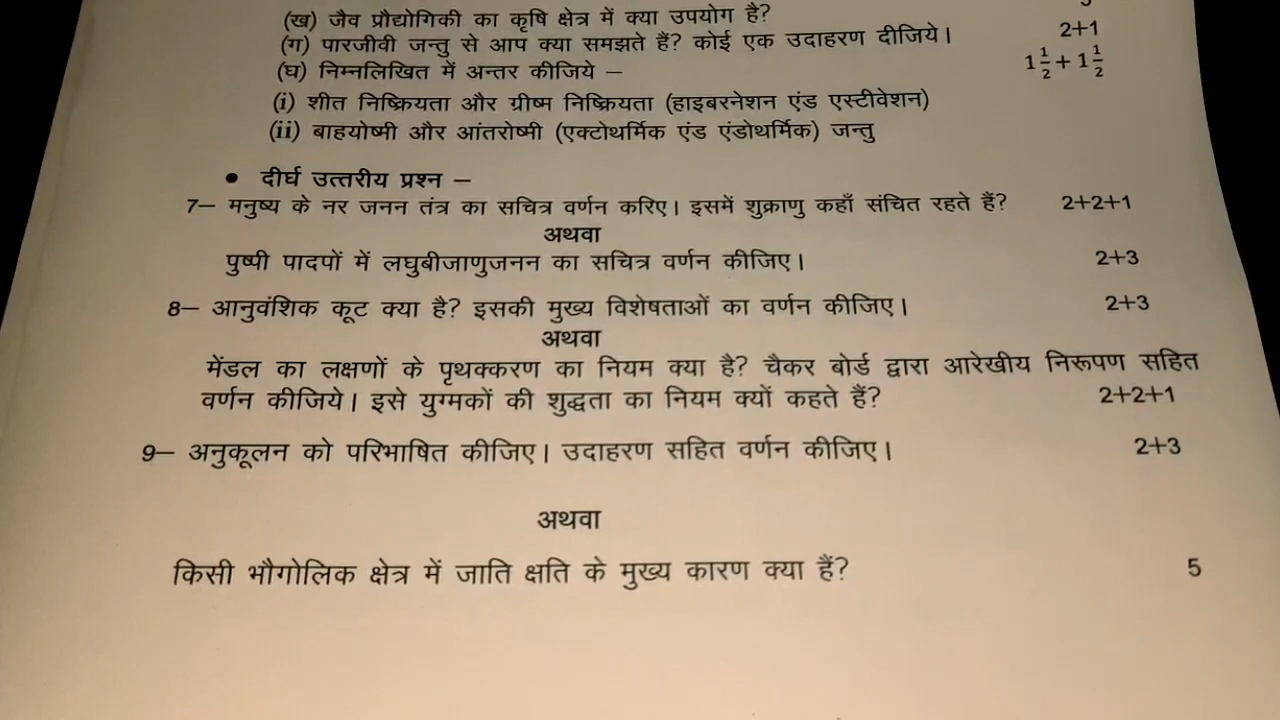 (ख) जैव प्रौद्योगिकी का कृषि क्षेत्र में क्या उपयोग है?
(ग) पारजीवी जन्तु से आप क्या समझते हैं? कोई एक उदाहरण दीजिये। 2+1
(घ) निम्नलिखित में अन्तर कीजिये – 1 1/2 + 1 1/2
(i) शीत निष्क्रियता और ग्रीष्म निष्क्रियता (हाइबरनेशन एंड एस्टीवेशन)
(ii) बाहयोष्मी और आंतरोष्मी (एक्टोथर्मिक एंड एंडोथर्मिक) जन्तु
• दीर्घ उत्तरीय प्रश्न –
7– मनुष्य के नर जनन तंत्र का सचित्र वर्णन करिए। इसमें शुक्राणु कहाँ संचित रहते हैं? 2+2+1
अथवा
पुष्पी पादपों में लघुबीजाणुजनन का सचित्र वर्णन कीजिए। 2+3
8– आनुवंशिक कूट क्या है? इसकी मुख्य विशेषताओं का वर्णन कीजिए। 2+3
अथवा
मेंडल का लक्षणों के पृथक्करण का नियम क्या है? चैकर बोर्ड द्वारा आरेखीय निरूपण सहित
वर्णन कीजिये। इसे युग्मकों की शुद्धता का नियम क्यों कहते हैं? 2+2+1
9– अनुकूलन को परिभाषित कीजिए। उदाहरण सहित वर्णन कीजिए। 2+3
अथवा
किसी भौगोलिक क्षेत्र में जाति क्षति के मुख्य कारण क्या हैं? 5